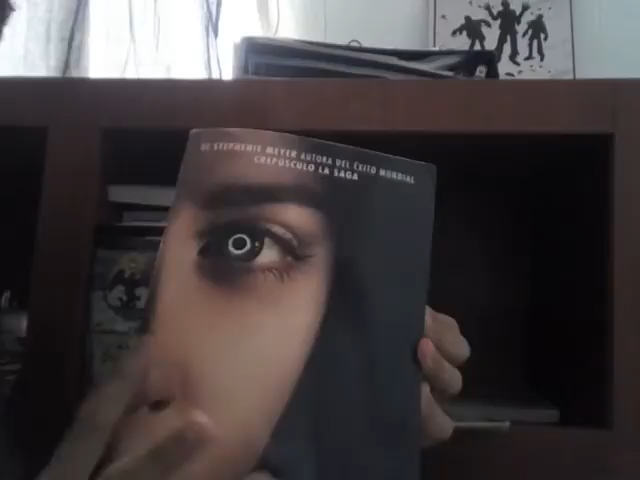 DE STEPHENIE MEYER AUTORA DEL ÉXITO MUNDIAL
CREPÚSCULO LA SAGA